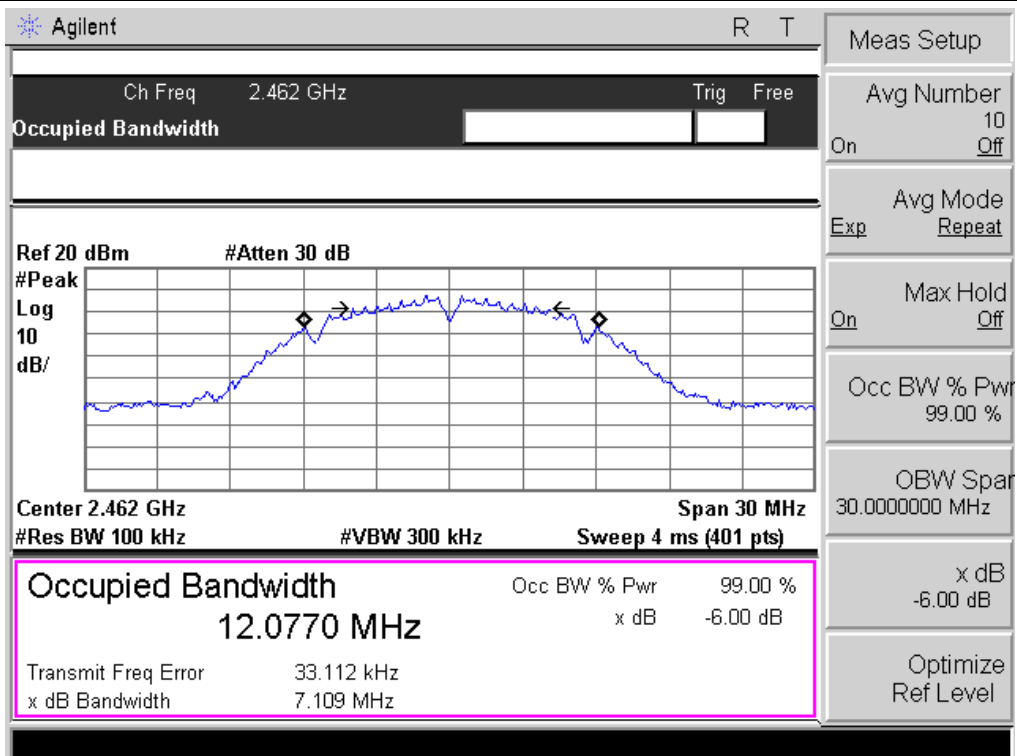 Agilent R T
Ch Freq 2.462 GHz Trig Free
Occupied Bandwidth
Ref 20 dBm #Atten 30 dB
#Peak
Log
10
dB/
Center 2.462 GHz Span 30 MHz
#Res BW 100 kHz #VBW 300 kHz Sweep 4 ms (401 pts)
Occupied Bandwidth
12.0770 MHz
Occ BW % Pwr 99.00 %
x dB -6.00 dB
Transmit Freq Error 33.112 kHz
x dB Bandwidth 7.109 MHz
Meas Setup
Avg Number
10
On Off
Avg Mode
Exp Repeat
Max Hold
On Off
Occ BW % Pwr
99.00 %
OBW Span
30.0000000 MHz
x dB
-6.00 dB
Optimize
Ref Level